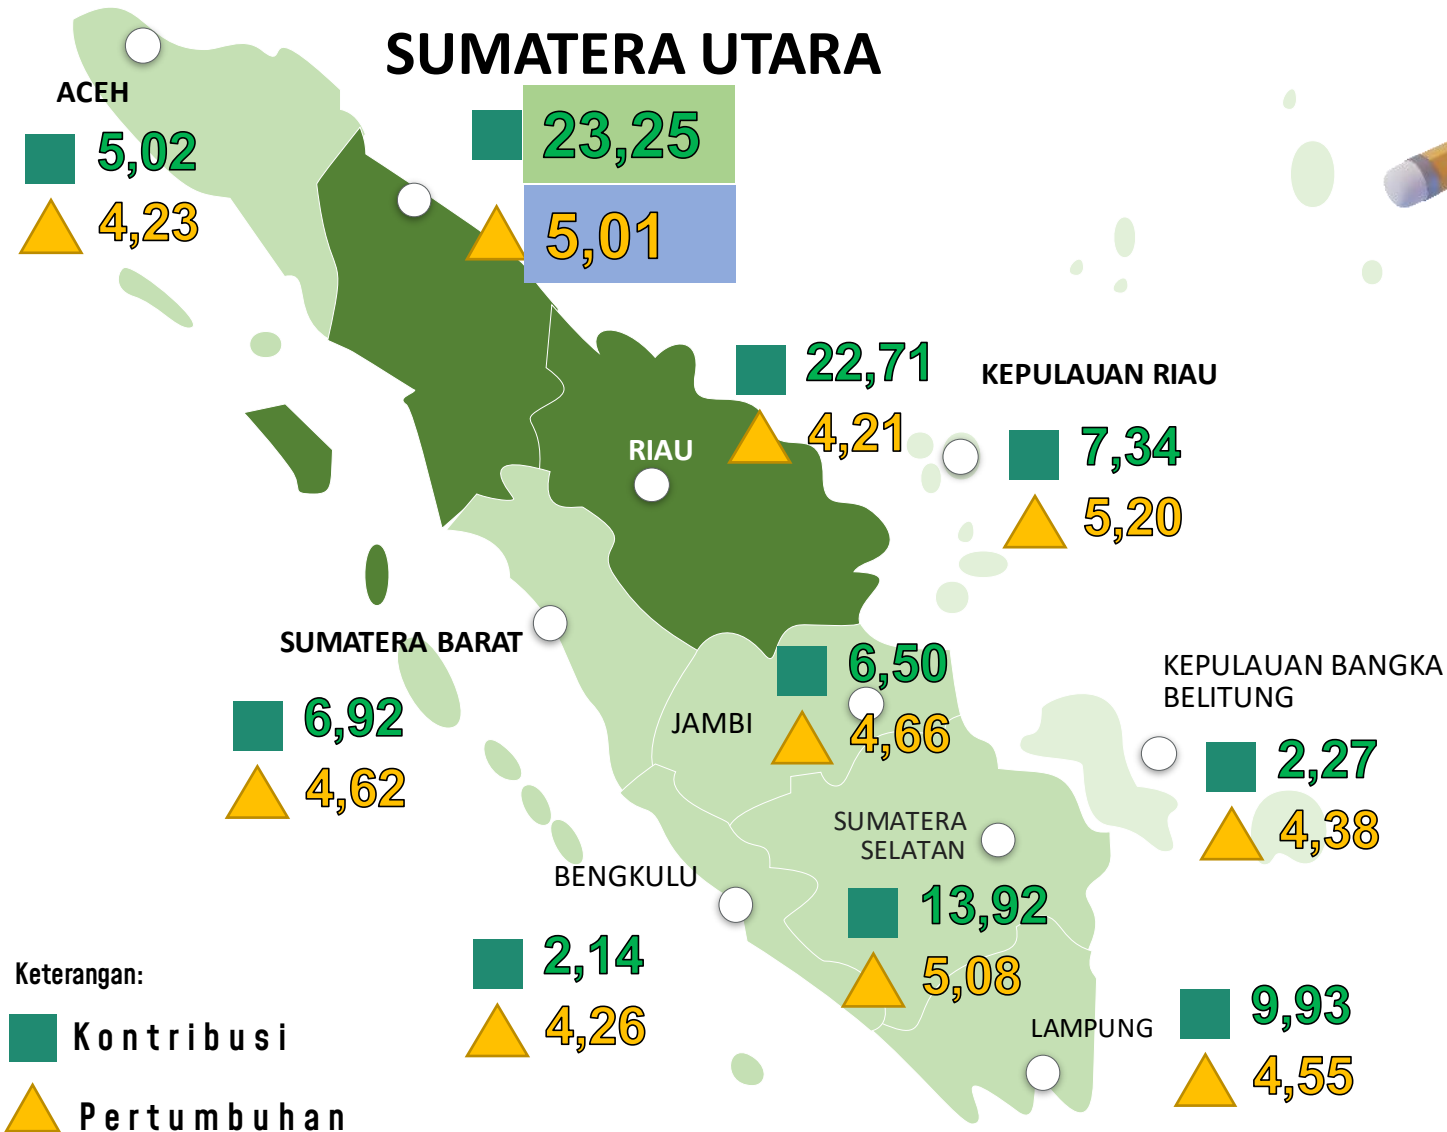 SUMATERA UTARA
23,25
5,01
ACEH
5,02
4,23
22,71
4,21
RIAU
KEPULAUAN RIAU
7,34
5,20
SUMATERA BARAT
6,92
4,62
JAMBI
6,50
4,66
KEPULAUAN BANGKA
BELITUNG
2,27
4,38
SUMATERA
SELATAN
13,92
5,08
BENGKULU
2,14
4,26
LAMPUNG
9,93
4,55
Keterangan:
Kontribusi
Pertumbuhan